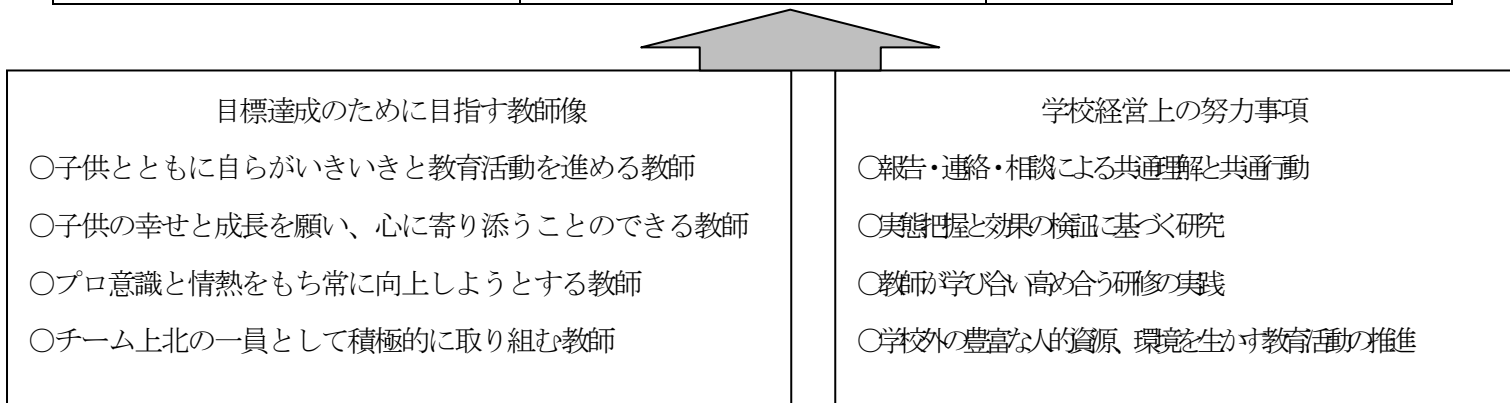 目標達成のために目指す教師像
○子供とともに自らがいきいきと教育活動を進める教師
○子供の幸せと成長を願い、心に寄り添うことのできる教師
○プロ意識と情熱をもち常に向上しようとする教師
○チーム上北の一員として積極的に取り組む教師
学校経営上の努力事項
○報告・連絡・相談による共通理解と共通行動
○実態把握と効果の検証に基づく研究
○教師が学び合い高め合う研修の実践
○学校外の豊富な人的資源、環境を生かす教育活動の推進